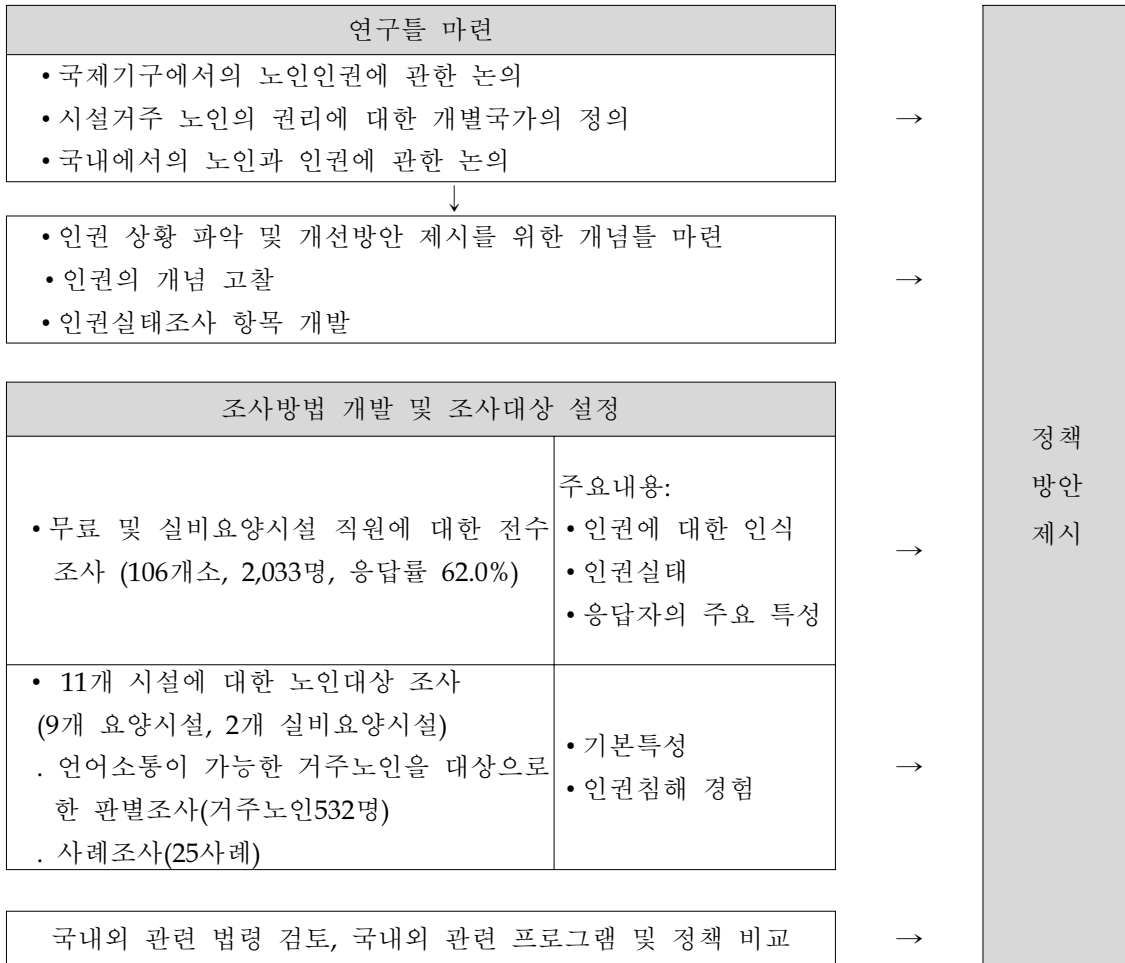 연구틀 마련
•국제기구에서의 노인인권에 관한 논의
•시설거주 노인의 권리에 대한 개별국가의 정의
•국내에서의 노인과 인권에 관한 논의
→
↓
•인권 상황 파악 및 개선방안 제시를 위한 개념틀 마련
•인권의 개념 고찰
•인권실태조사 항목 개발
→
조사방법 개발 및 조사대상 설정
•무료 및 실비요양시설 직원에 대한 전수
조사 (106개소, 2,033명, 응답률 62.0%)
주요내용:
•인권에 대한 인식
•인권실태
•응답자의 주요 특성
→
• 11개 시설에 대한 노인대상 조사
(9개 요양시설, 2개 실비요양시설)
. 언어소통이 가능한 거주노인을 대상으로
한 판별조사(거주노인532명)
. 사례조사(25사례)
•기본특성
•인권침해 경험
→
국내외 관련 법령 검토, 국내외 관련 프로그램 및 정책 비교
→
정책
방안
제시